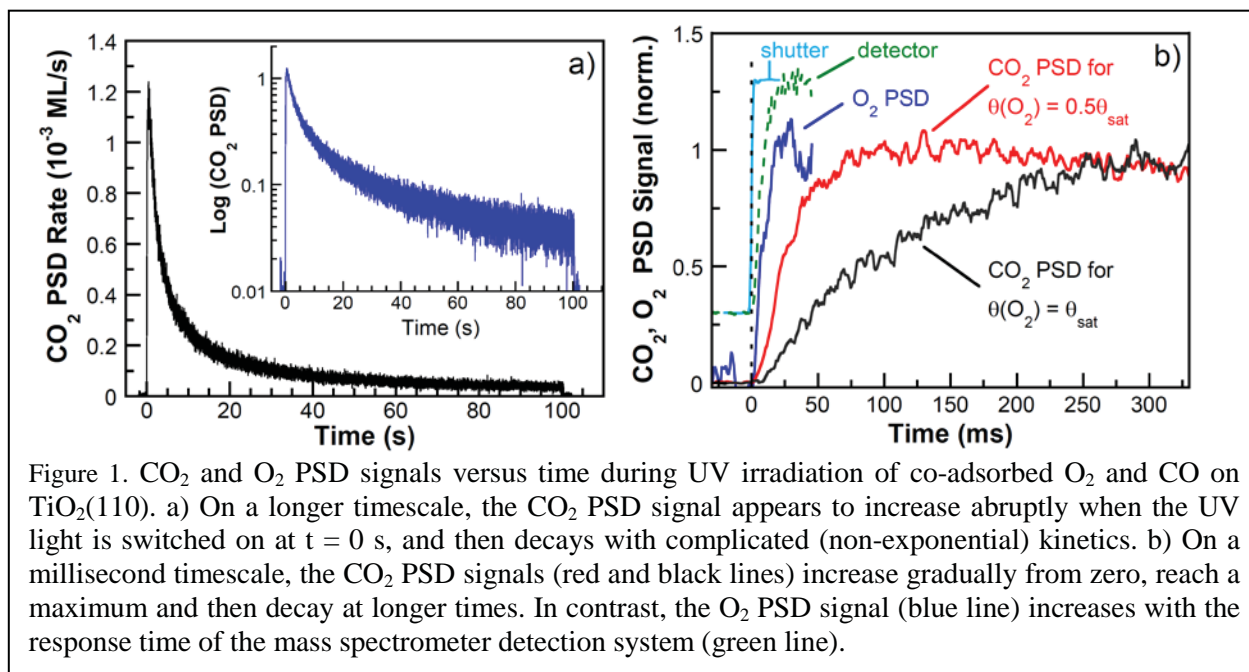 a)
CO₂ PSD Rate (10⁻³ ML/s)
1.4
1.2
1.0
0.8
0.6
0.4
0.2
0
0 20 40 60 80 100
Time (s)
Log (CO₂ PSD)
1
0.1
0.01
0 20 40 60 80 100
Time (s)
b)
CO₂, O₂ PSD Signal (norm.)
1.5
1
0.5
0
0 50 100 150 200 250 300
Time (ms)
shutter
detector
O₂ PSD
CO₂ PSD for
θ(O₂) = 0.5θsat
CO₂ PSD for
θ(O₂) = θsat
Figure 1. CO₂ and O₂ PSD signals versus time during UV irradiation of co-adsorbed O₂ and CO on
TiO₂(110). a) On a longer timescale, the CO₂ PSD signal appears to increase abruptly when the UV
light is switched on at t = 0 s, and then decays with complicated (non-exponential) kinetics. b) On a
millisecond timescale, the CO₂ PSD signals (red and black lines) increase gradually from zero, reach a
maximum and then decay at longer times. In contrast, the O₂ PSD signal (blue line) increases with the
response time of the mass spectrometer detection system (green line).